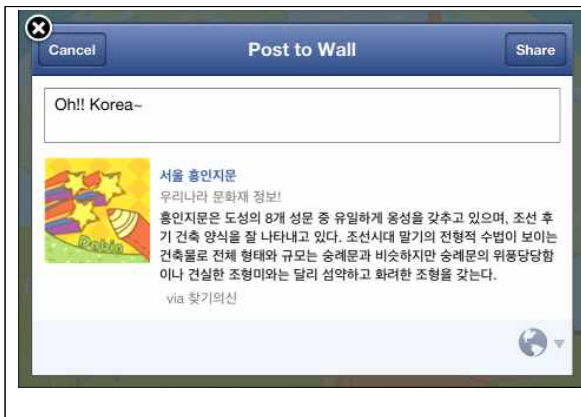 Cancel
Post to Wall
Share
Oh!! Korea~
서울 흥인지문
우리나라 문화재 정보!
흥인지문은 도성의 8개 성문 중 유일하게 옹성을 갖추고 있으며, 조선 후
기 건축 양식을 잘 나타내고 있다. 조선시대 말기의 전형적 수법이 보이는
건축물로 전체 형태와 규모는 숭례문과 비슷하지만 숭례문의 위풍당당함
이나 견실한 조형미와는 달리 섬약하고 화려한 조형을 갖는다.
via 찾기의신
Robin